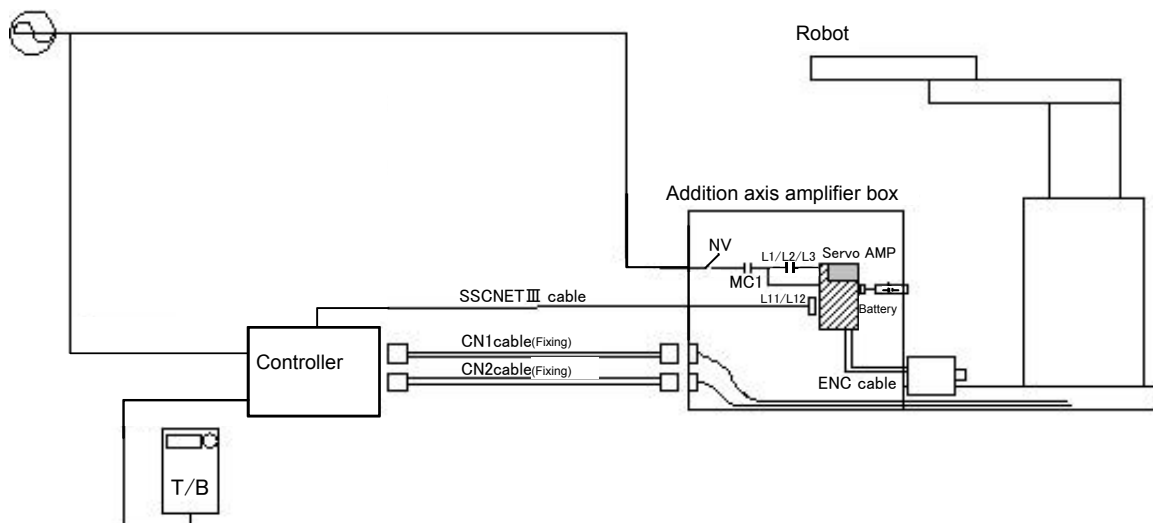 Robot
Addition axis amplifier box
NV
L1/L2/L3 Servo AMP
MC1
SSCNETⅢ cable
L11/L12
Battery
Controller
CN1cable(Fixing)
CN2cable(Fixing)
ENC cable
T/B